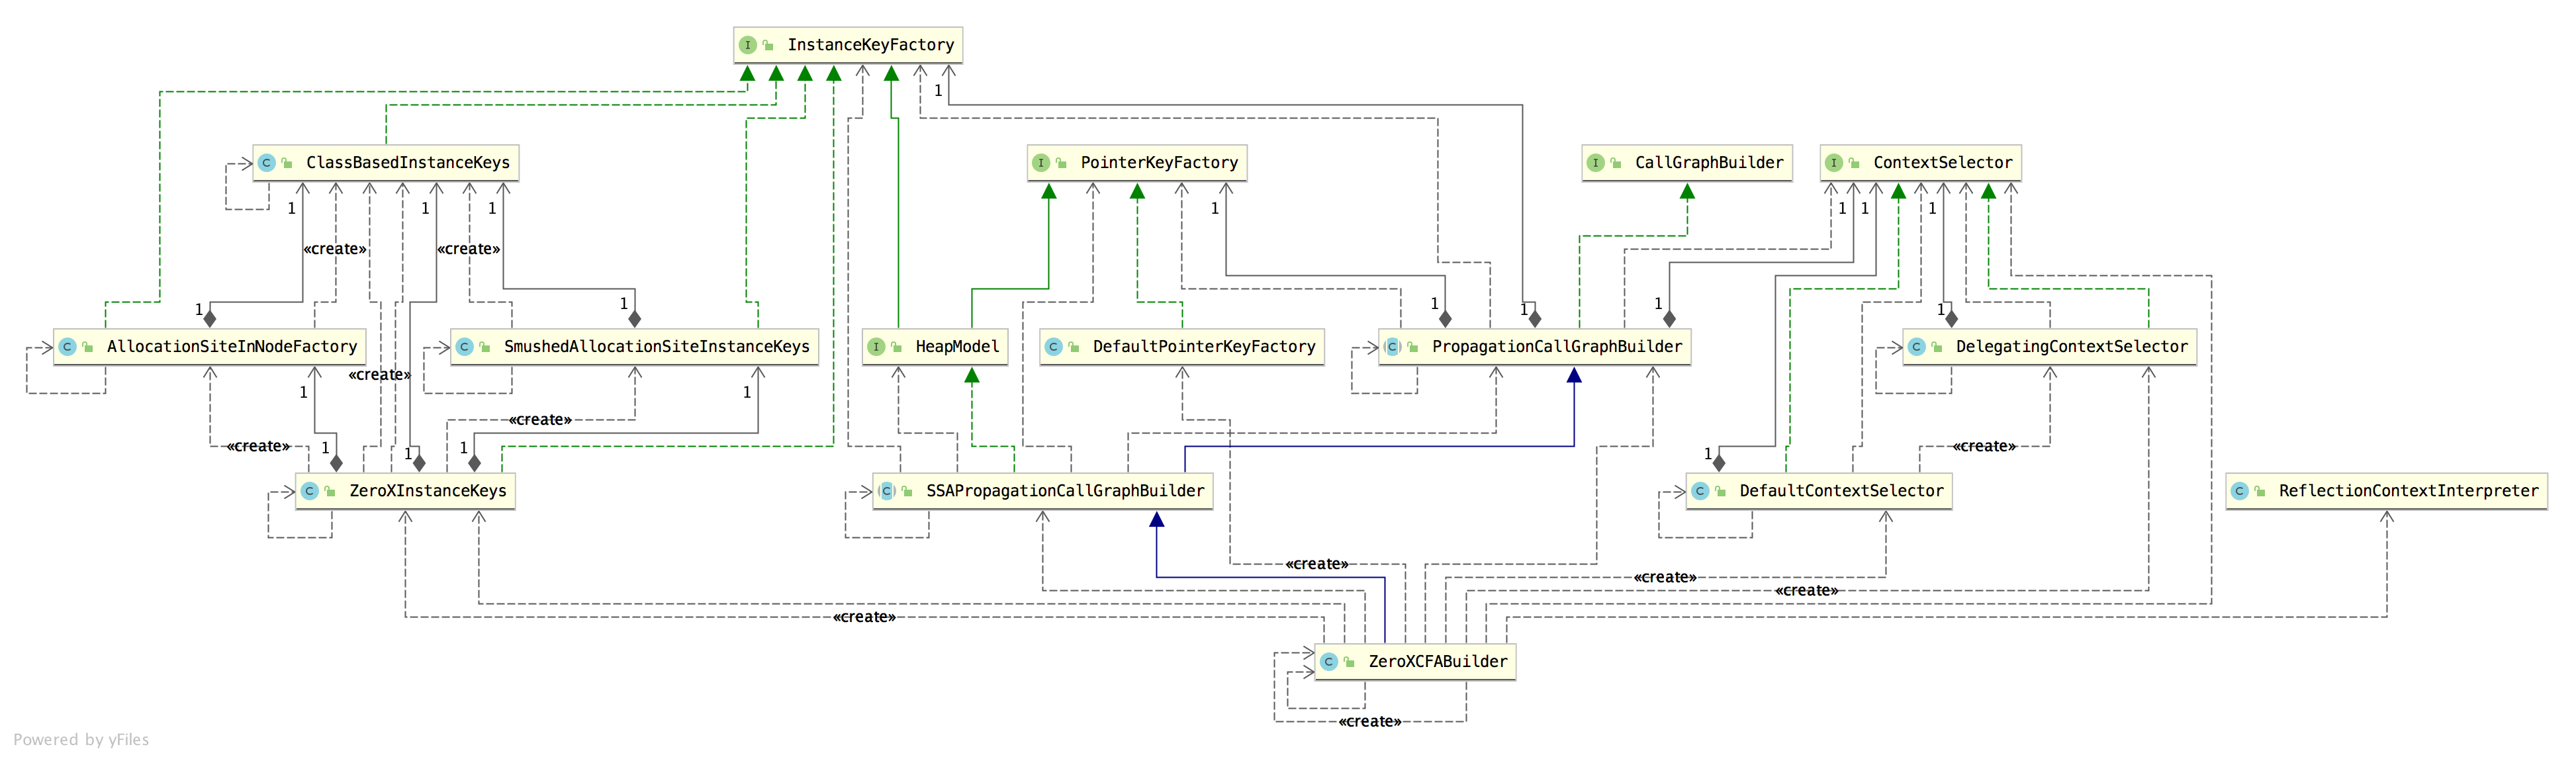 I InstanceKeyFactory
1
C ClassBasedInstanceKeys
I PointerKeyFactory
I CallGraphBuilder
I ContextSelector
1 1 1 1 1 1 1
«create» «create»
1 1 1 1 1 1
C AllocationSiteInNodeFactory
C SmushedAllocationSiteInstanceKeys
I HeapModel
C DefaultPointerKeyFactory
C PropagationCallGraphBuilder
C DelegatingContextSelector
«create»
1 1
«create»
«create» «create»
1 1 1 1
C ZeroXInstanceKeys
C SSAPropagationCallGraphBuilder
C DefaultContextSelector
C ReflectionContextInterpreter
«create»
«create»
«create»
«create»
C ZeroXCFABuilder
«create»
Powered by yFiles